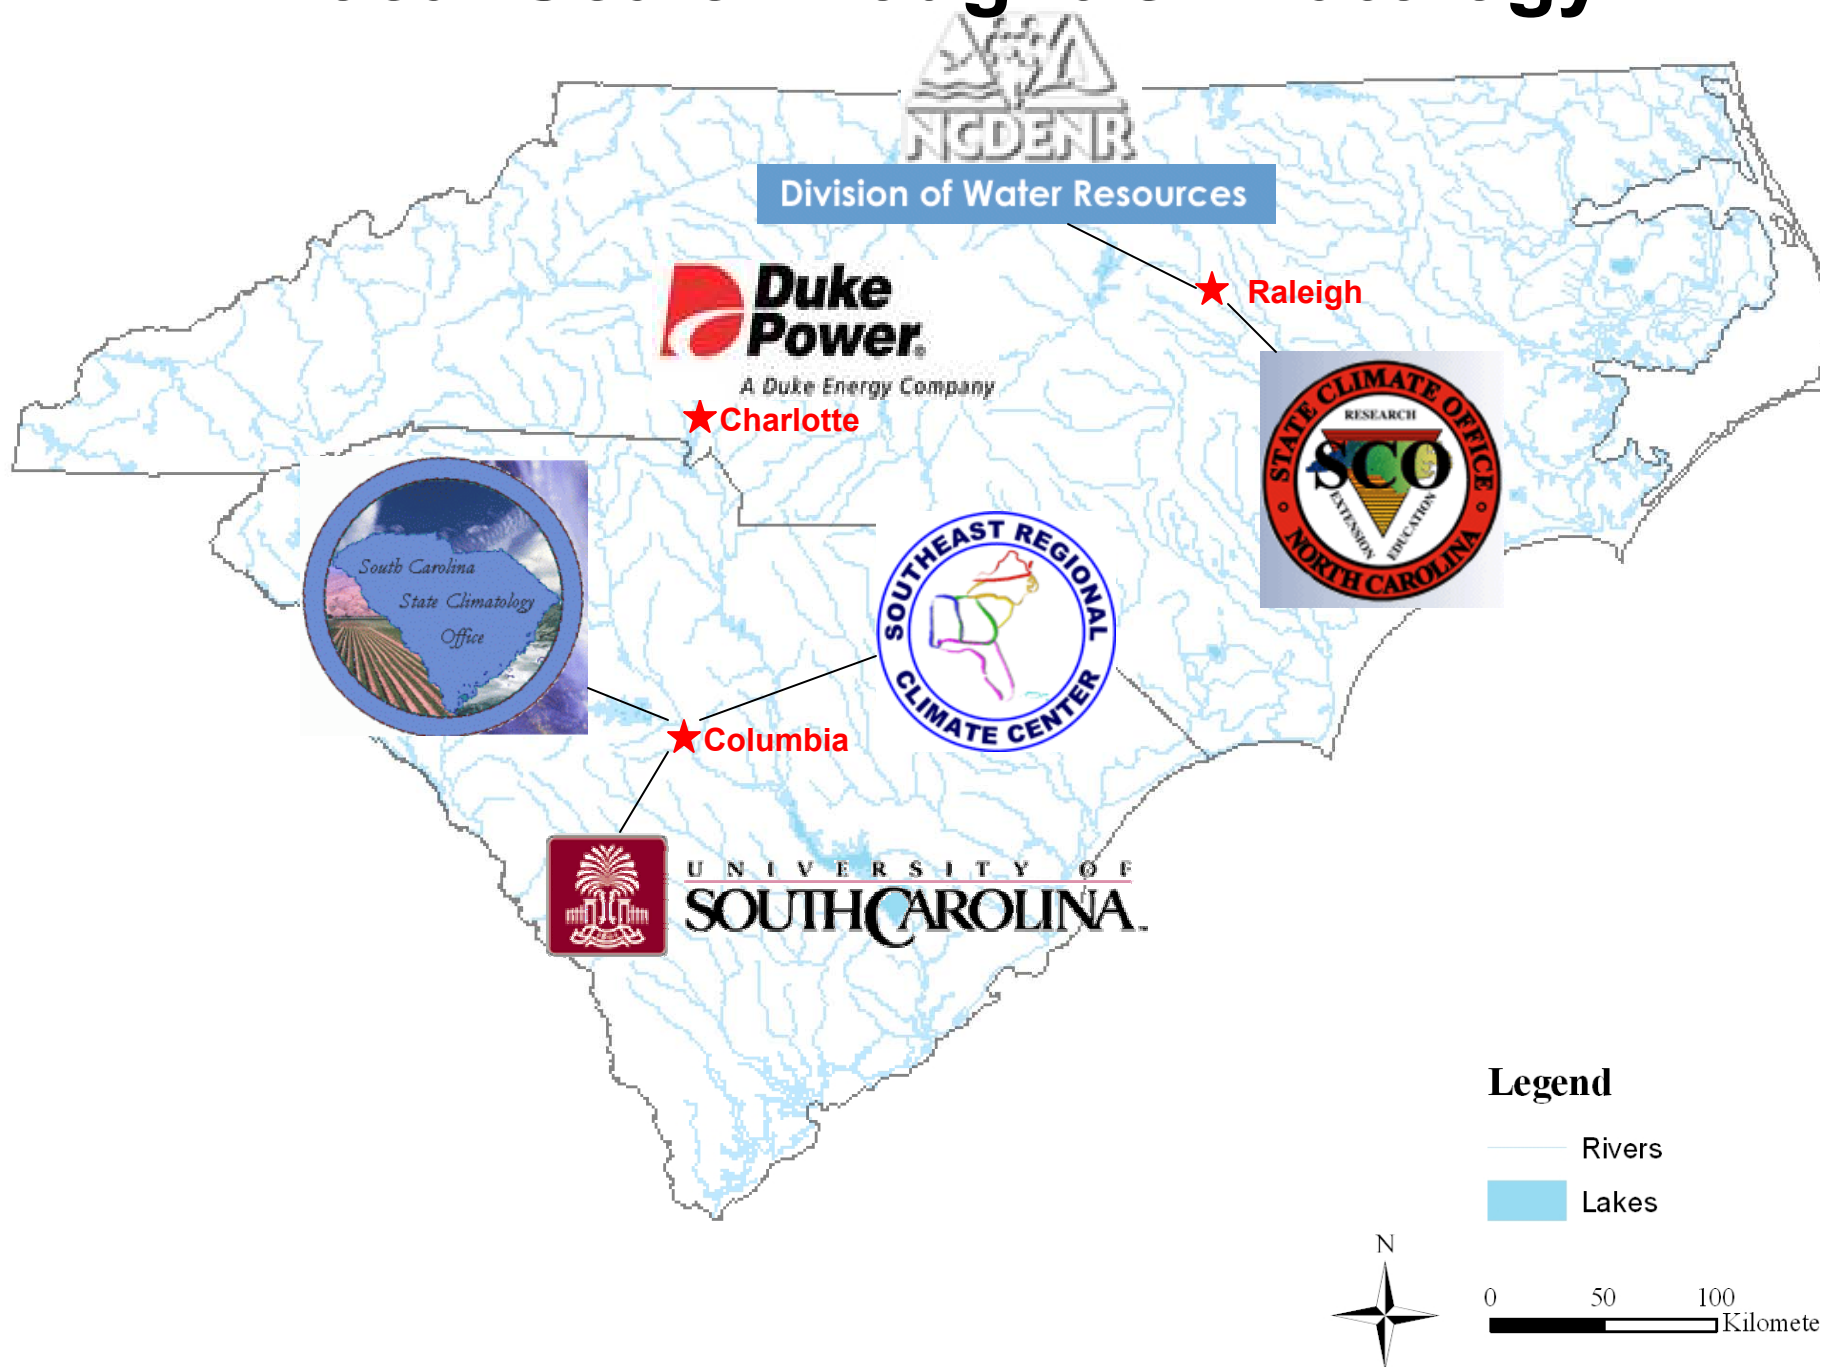 NCDENR
Division of Water Resources
Duke
Power®
A Duke Energy Company
Raleigh
Charlotte
STATE CLIMATE OFFICE
RESEARCH
SCO
EXTENSION
EDUCATION
NORTH CAROLINA
South Carolina
State Climatology
Office
SOUTHEAST REGIONAL
CLIMATE CENTER
Columbia
UNIVERSITY OF
SOUTH CAROLINA™
Legend
Rivers
Lakes
N
0 50 100
Kilomete